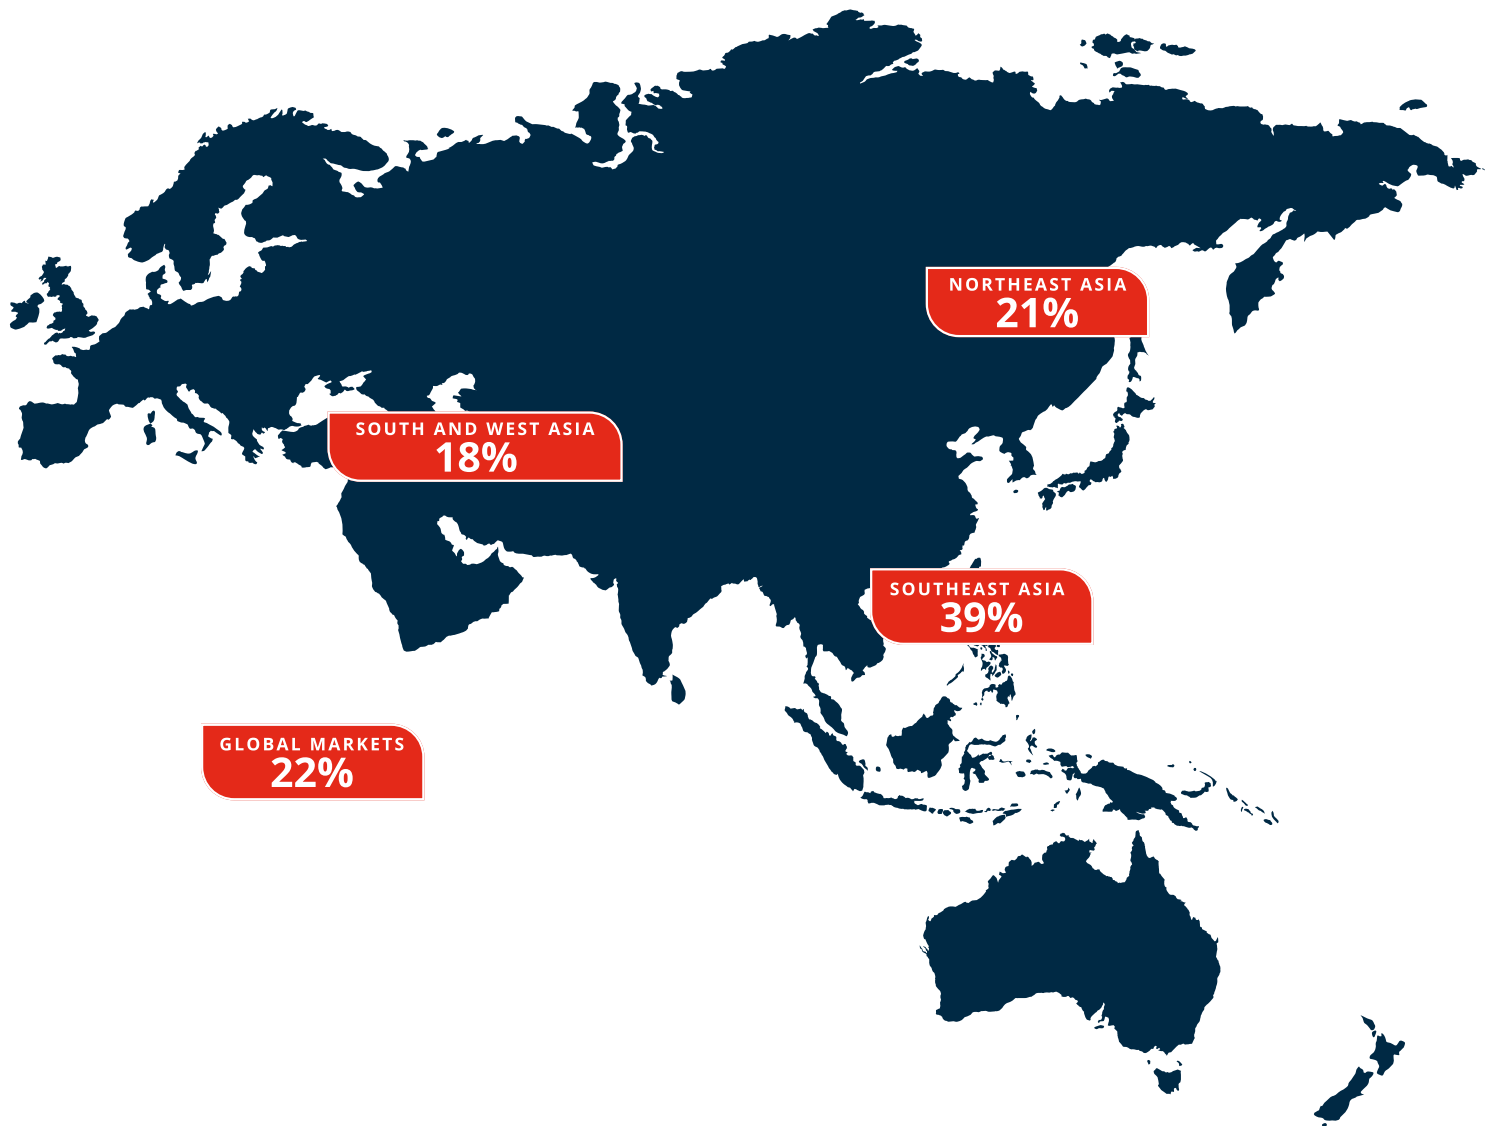 NORTHEAST ASIA
21%
SOUTH AND WEST ASIA
18%
SOUTHEAST ASIA
39%
GLOBAL MARKETS
22%